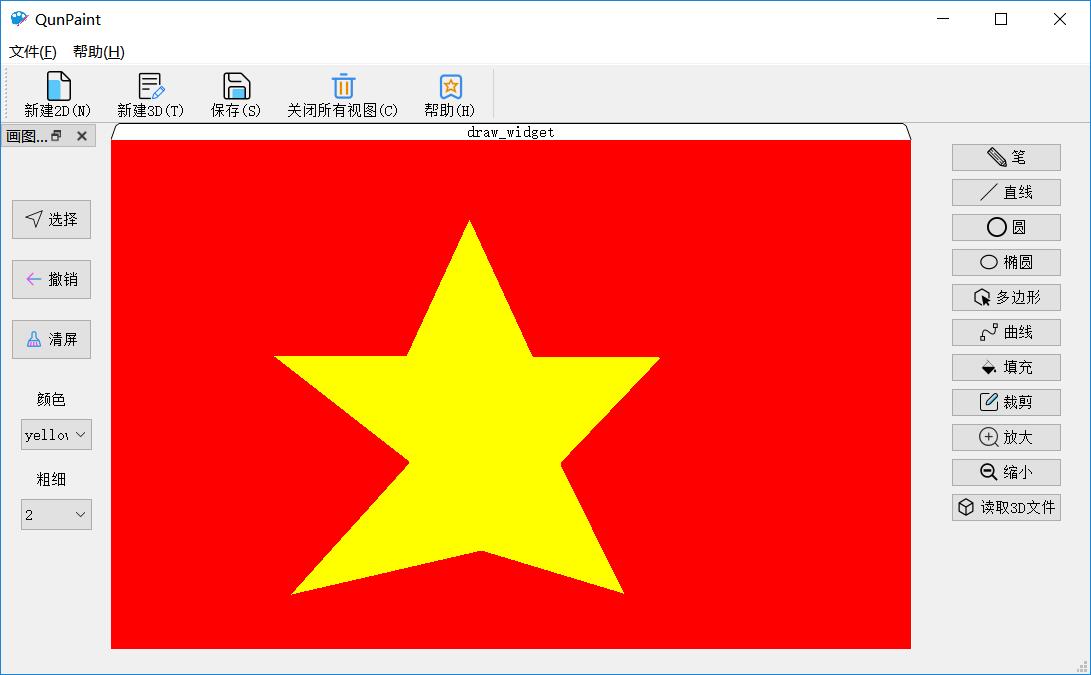 QunPaint
文件(F) 帮助(H)
新建2D(N) 新建3D(T) 保存(S) 关闭所有视图(C) 帮助(H)
画图...
draw_widget
选择
撤销
清屏
颜色
yellow
粗细
2
笔
直线
圆
椭圆
多边形
曲线
填充
裁剪
放大
缩小
读取3D文件